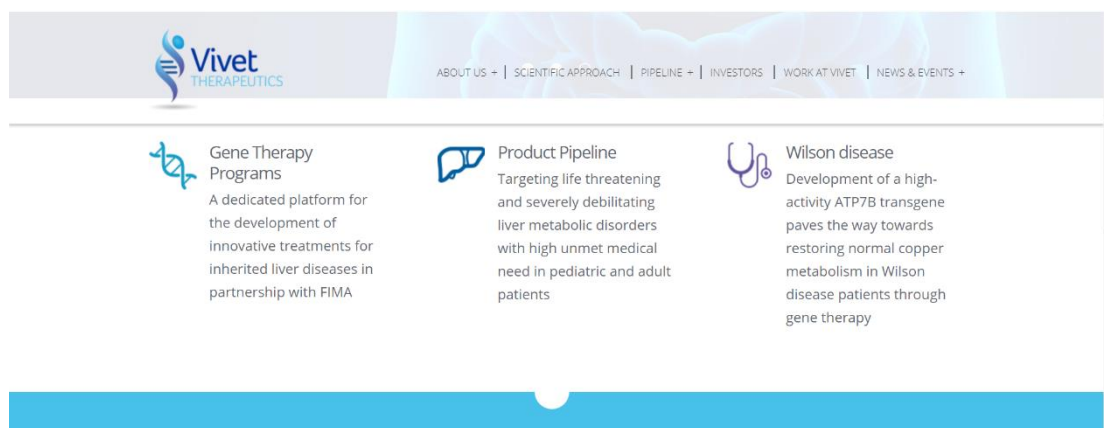 Vivet
THERAPEUTICS
ABOUT US + | SCIENTIFIC APPROACH | PIPELINE + | INVESTORS | WORK AT VIVET | NEWS & EVENTS +
Gene Therapy
Programs
A dedicated platform for
the development of
innovative treatments for
inherited liver diseases in
partnership with FIMA
Product Pipeline
Targeting life threatening
and severely debilitating
liver metabolic disorders
with high unmet medical
need in pediatric and adult
patients
Wilson disease
Development of a high-
activity ATP7B transgene
paves the way towards
restoring normal copper
metabolism in Wilson
disease patients through
gene therapy